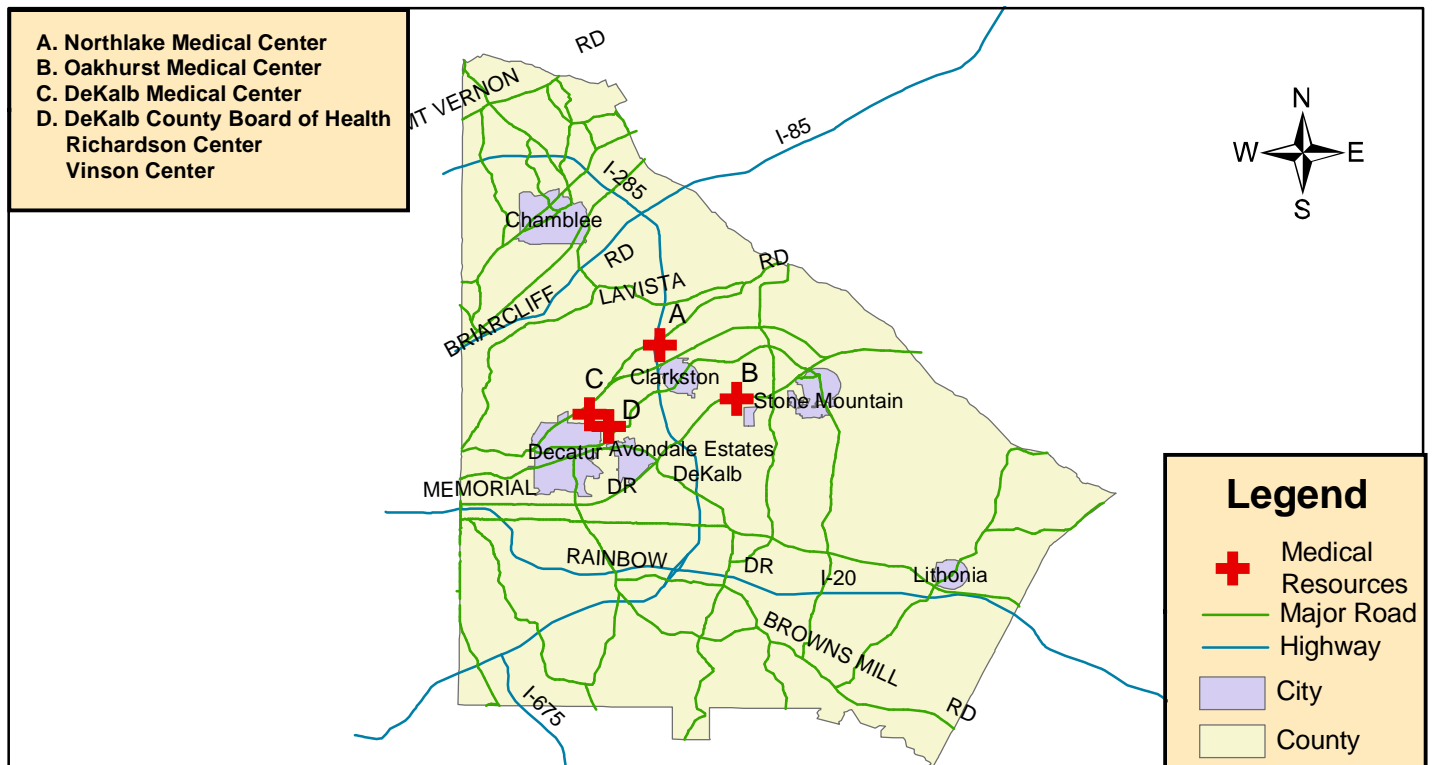 A. Northlake Medical Center
B. Oakhurst Medical Center
C. DeKalb Medical Center
D. DeKalb County Board of Health
Richardson Center
Vinson Center
RD
MT VERNON
I-85
N
W E
S
I-285
Chamblee
RD
RD
LAVISTA
BRIARCLIFF
A
Clarkston
B
C
Stone Mountain
D
Decatur
Avondale Estates
DeKalb
MEMORIAL
DR
RAINBOW
DR
I-20
Lithonia
BROWNS MILL
RD
I-675
Legend
Medical
Resources
Major Road
Highway
City
County